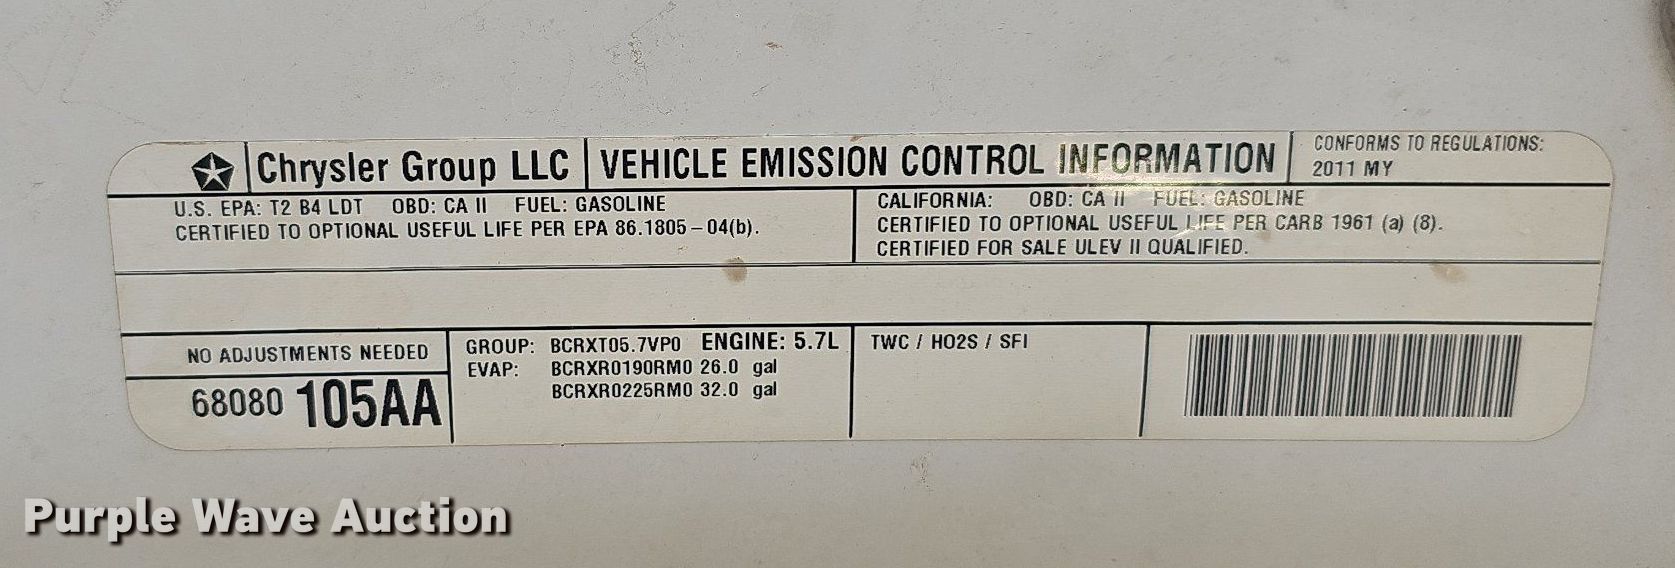 Chrysler Group LLC
VEHICLE EMISSION CONTROL INFORMATION
CONFORMS TO REGULATIONS:
2011 MY
U.S. EPA: T2 B4 LDT OBD: CA II FUEL: GASOLINE
CERTIFIED TO OPTIONAL USEFUL LIFE PER EPA 86.1805-04(b).
CALIFORNIA: OBD: CA II FUEL: GASOLINE
CERTIFIED TO OPTIONAL USEFUL LIFE PER CARB 1961 (a) (8).
CERTIFIED FOR SALE ULEV II QUALIFIED.
NO ADJUSTMENTS NEEDED
68080 105AA
GROUP: BCRXT05.7VP0 ENGINE: 5.7L
EVAP: BCRXR0190RM0 26.0 gal
BCRXR0225RM0 32.0 gal
TWC / HO2S / SFI
Purple Wave Auction